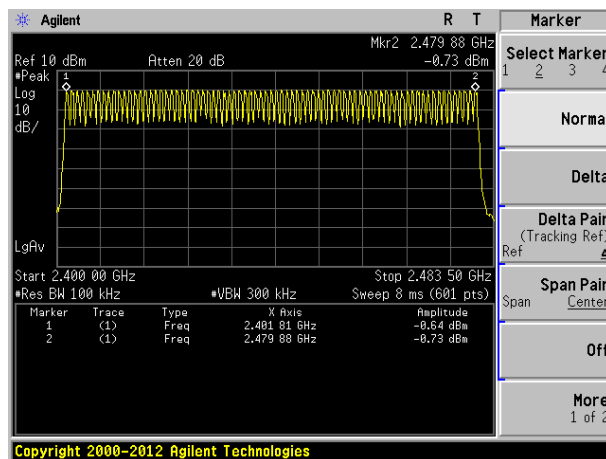 Agilent R T
Mkr2 2.479 88 GHz
Ref 10 dBm Atten 20 dB -0.73 dBm
#Peak
Log
10
dB/
1 2
LgAv
Start 2.400 00 GHz Stop 2.483 50 GHz
#Res BW 100 kHz #VBW 300 kHz Sweep 8 ms (601 pts)
Marker Trace Type X Axis Amplitude
1 (1) Freq 2.401 81 GHz -0.64 dBm
2 (1) Freq 2.479 88 GHz -0.73 dBm
Copyright 2000-2012 Agilent Technologies
Marker
Select Marker
1 2 3 4
Norma
Delta
Delta Pair
(Tracking Ref)
Ref
Span Pair
Span Center
Off
More
1 of 2